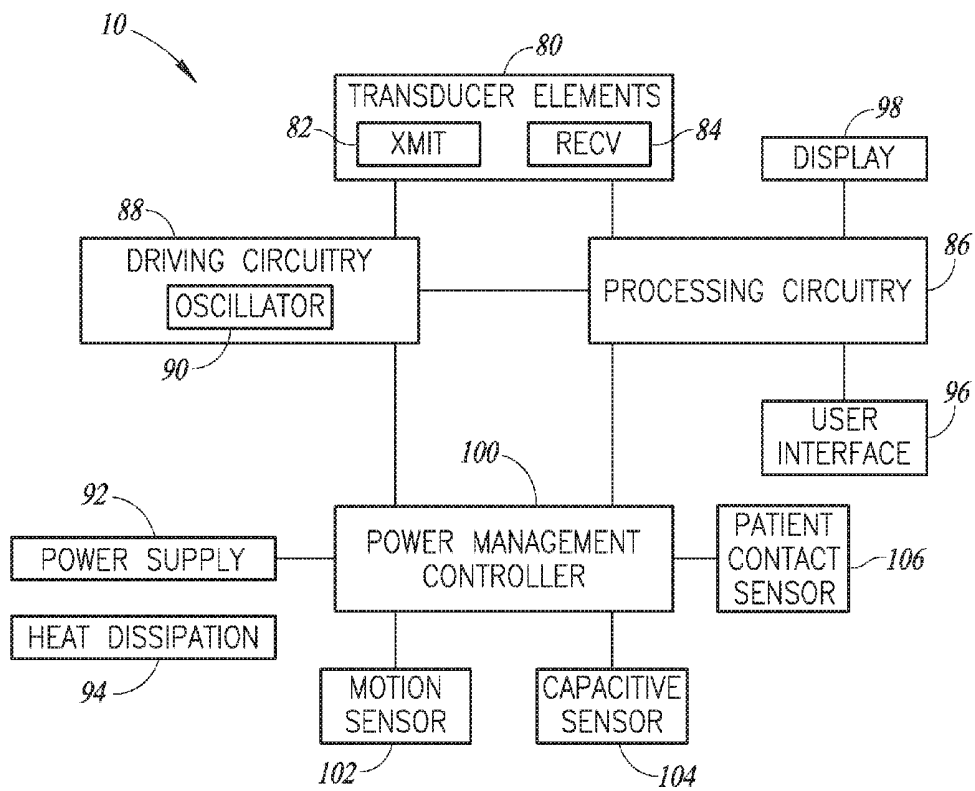 10
80
TRANSDUCER ELEMENTS
82
XMIT
RECV
84
98
DISPLAY
88
DRIVING CIRCUITRY
OSCILLATOR
90
86
PROCESSING CIRCUITRY
96
USER
INTERFACE
100
POWER MANAGEMENT
CONTROLLER
92
POWER SUPPLY
PATIENT
CONTACT
SENSOR
106
HEAT DISSIPATION
94
MOTION
SENSOR
102
CAPACITIVE
SENSOR
104